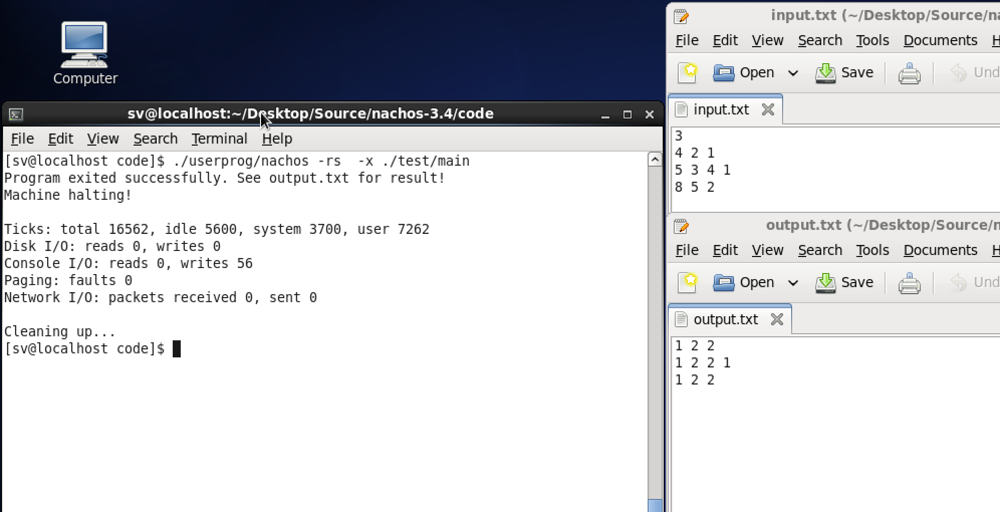 Computer
sv@localhost:~/Desktop/Source/nachos-3.4/code
File Edit View Search Terminal Help
[sv@localhost code]$ ./userprog/nachos -rs  -x ./test/main
Program exited successfully. See output.txt for result!
Machine halting!
Ticks: total 16562, idle 5600, system 3700, user 7262
Disk I/O: reads 0, writes 0
Console I/O: reads 0, writes 56
Paging: faults 0
Network I/O: packets received 0, sent 0
Cleaning up...
[sv@localhost code]$
input.txt (~/Desktop/Source/na
File Edit View Search Tools Documents H
Open Save Und
input.txt
3
4 2 1
5 3 4 1
8 5 2
output.txt (~/Desktop/Source/n
File Edit View Search Tools Documents H
Open Save Und
output.txt
1 2 2
1 2 2 1
1 2 2